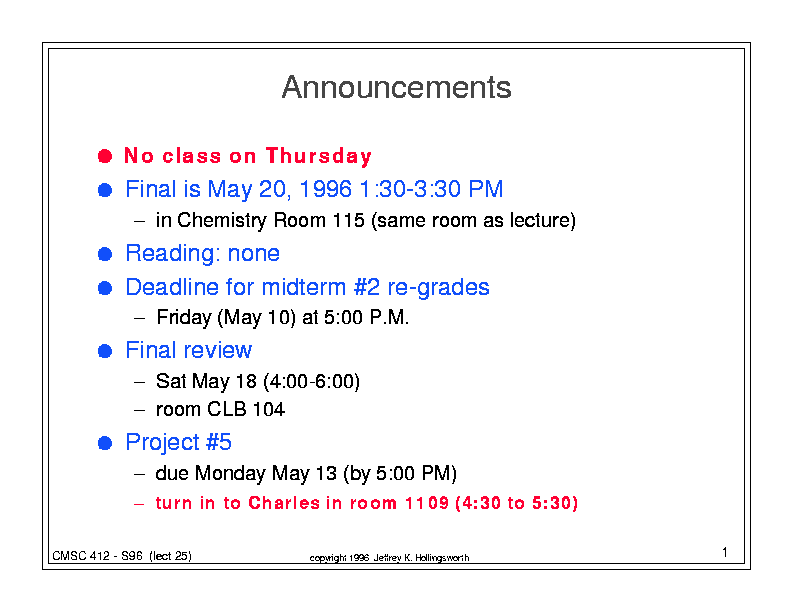 Announcements
● No class on Thursday
● Final is May 20, 1996 1:30-3:30 PM
– in Chemistry Room 115 (same room as lecture)
● Reading: none
● Deadline for midterm #2 re-grades
– Friday (May 10) at 5:00 P.M.
● Final review
– Sat May 18 (4:00-6:00)
– room CLB 104
● Project #5
– due Monday May 13 (by 5:00 PM)
– turn in to Charles in room 1109 (4:30 to 5:30)
CMSC 412 - S96 (lect 25)
copyright 1996 Jeffrey K. Hollingsworth
1